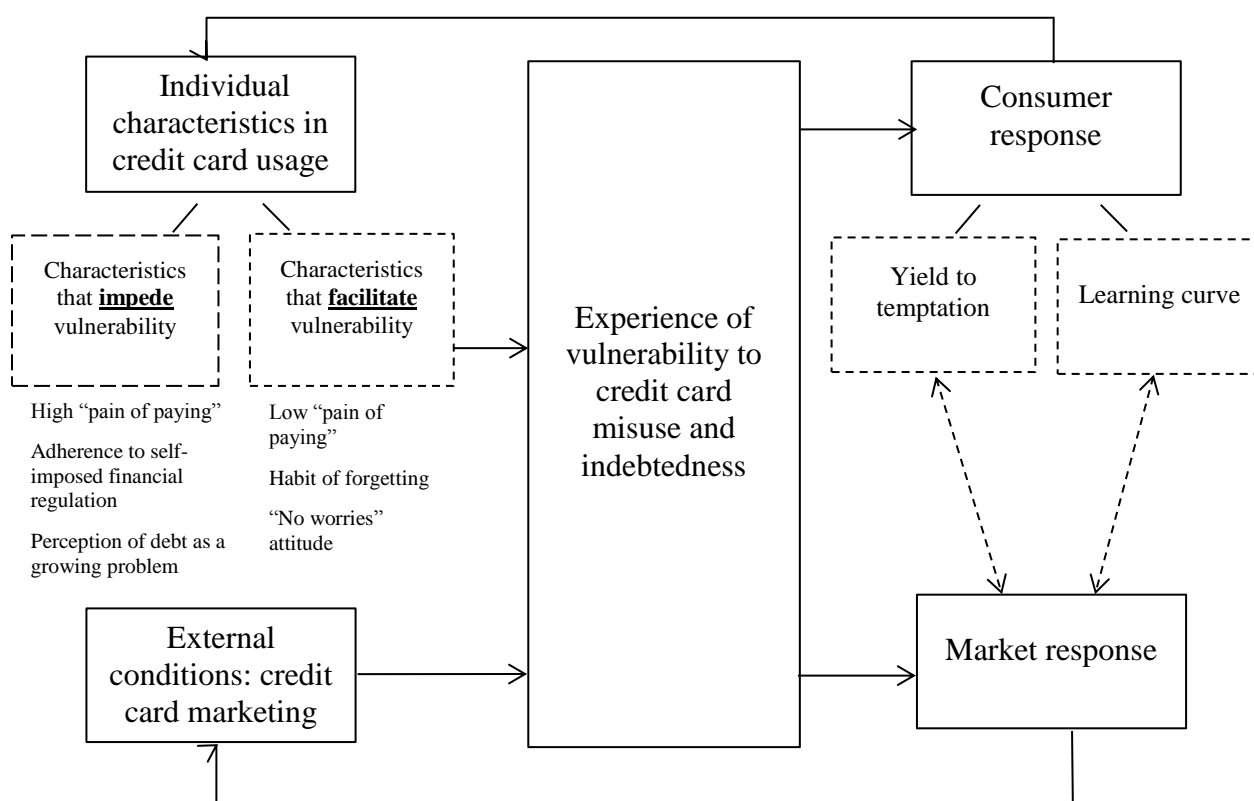 Individual
characteristics in
credit card usage
Consumer
response
Characteristics
that impede
vulnerability
Characteristics
that facilitate
vulnerability
Yield to
temptation
Learning curve
Experience of
vulnerability to
credit card
misuse and
indebtedness
High “pain of paying”
Adherence to self-
imposed financial
regulation
Perception of debt as a
growing problem
Low “pain of
paying”
Habit of forgetting
“No worries”
attitude
External
conditions: credit
card marketing
Market response